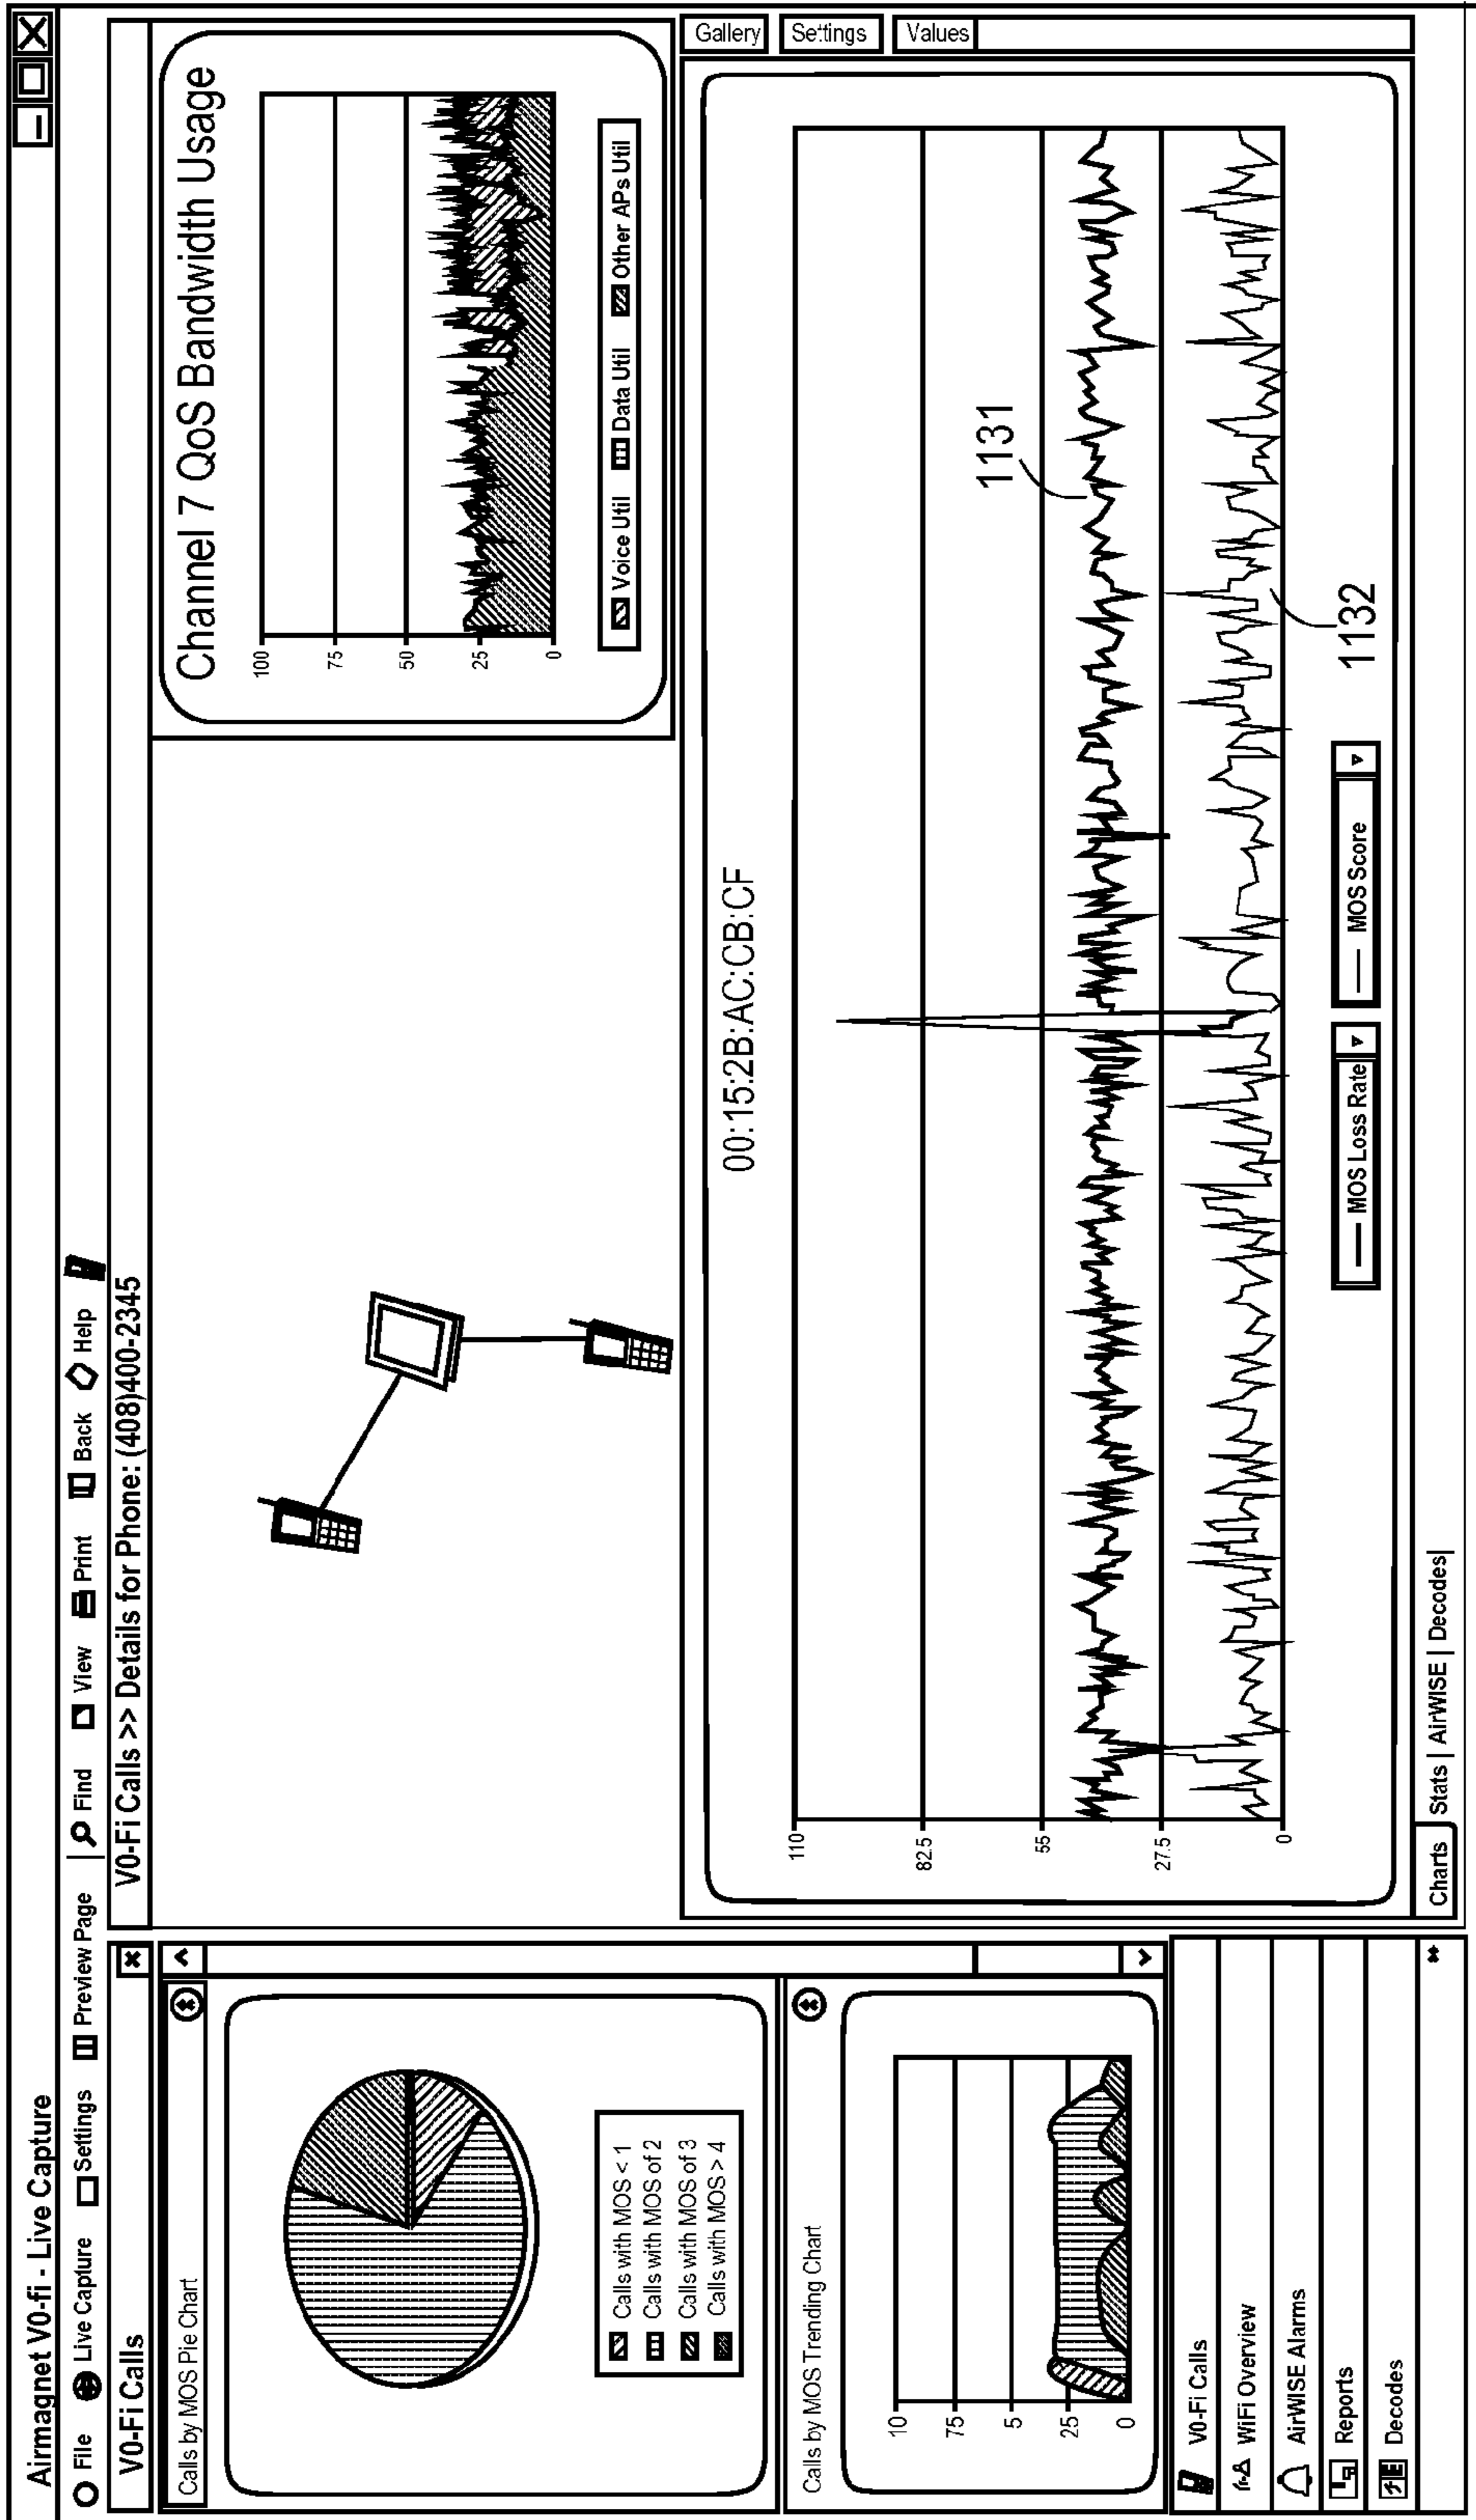 Airmagnet V0-fi - Live Capture
File Live Capture Settings Preview Page Find View Print Back Help
V0-Fi Calls
V0-Fi Calls >> Details for Phone: (408)400-2345
Calls by MOS Pie Chart
Calls with MOS < 1
Calls with MOS of 2
Calls with MOS of 3
Calls with MOS > 4
Calls by MOS Trending Chart
10
75
5
25
0
V0-Fi Calls
WiFi Overview
AirWISE Alarms
Reports
Decodes
Channel 7 QoS Bandwidth Usage
100
75
50
25
0
Voice Util Data Util Other APs Util
Gallery
Settings
Values
00:15:2B:AC:CB:CF
110
82.5
55
27.5
0
1131
1132
MOS Loss Rate MOS Score
Charts Stats | AirWISE | Decodes|